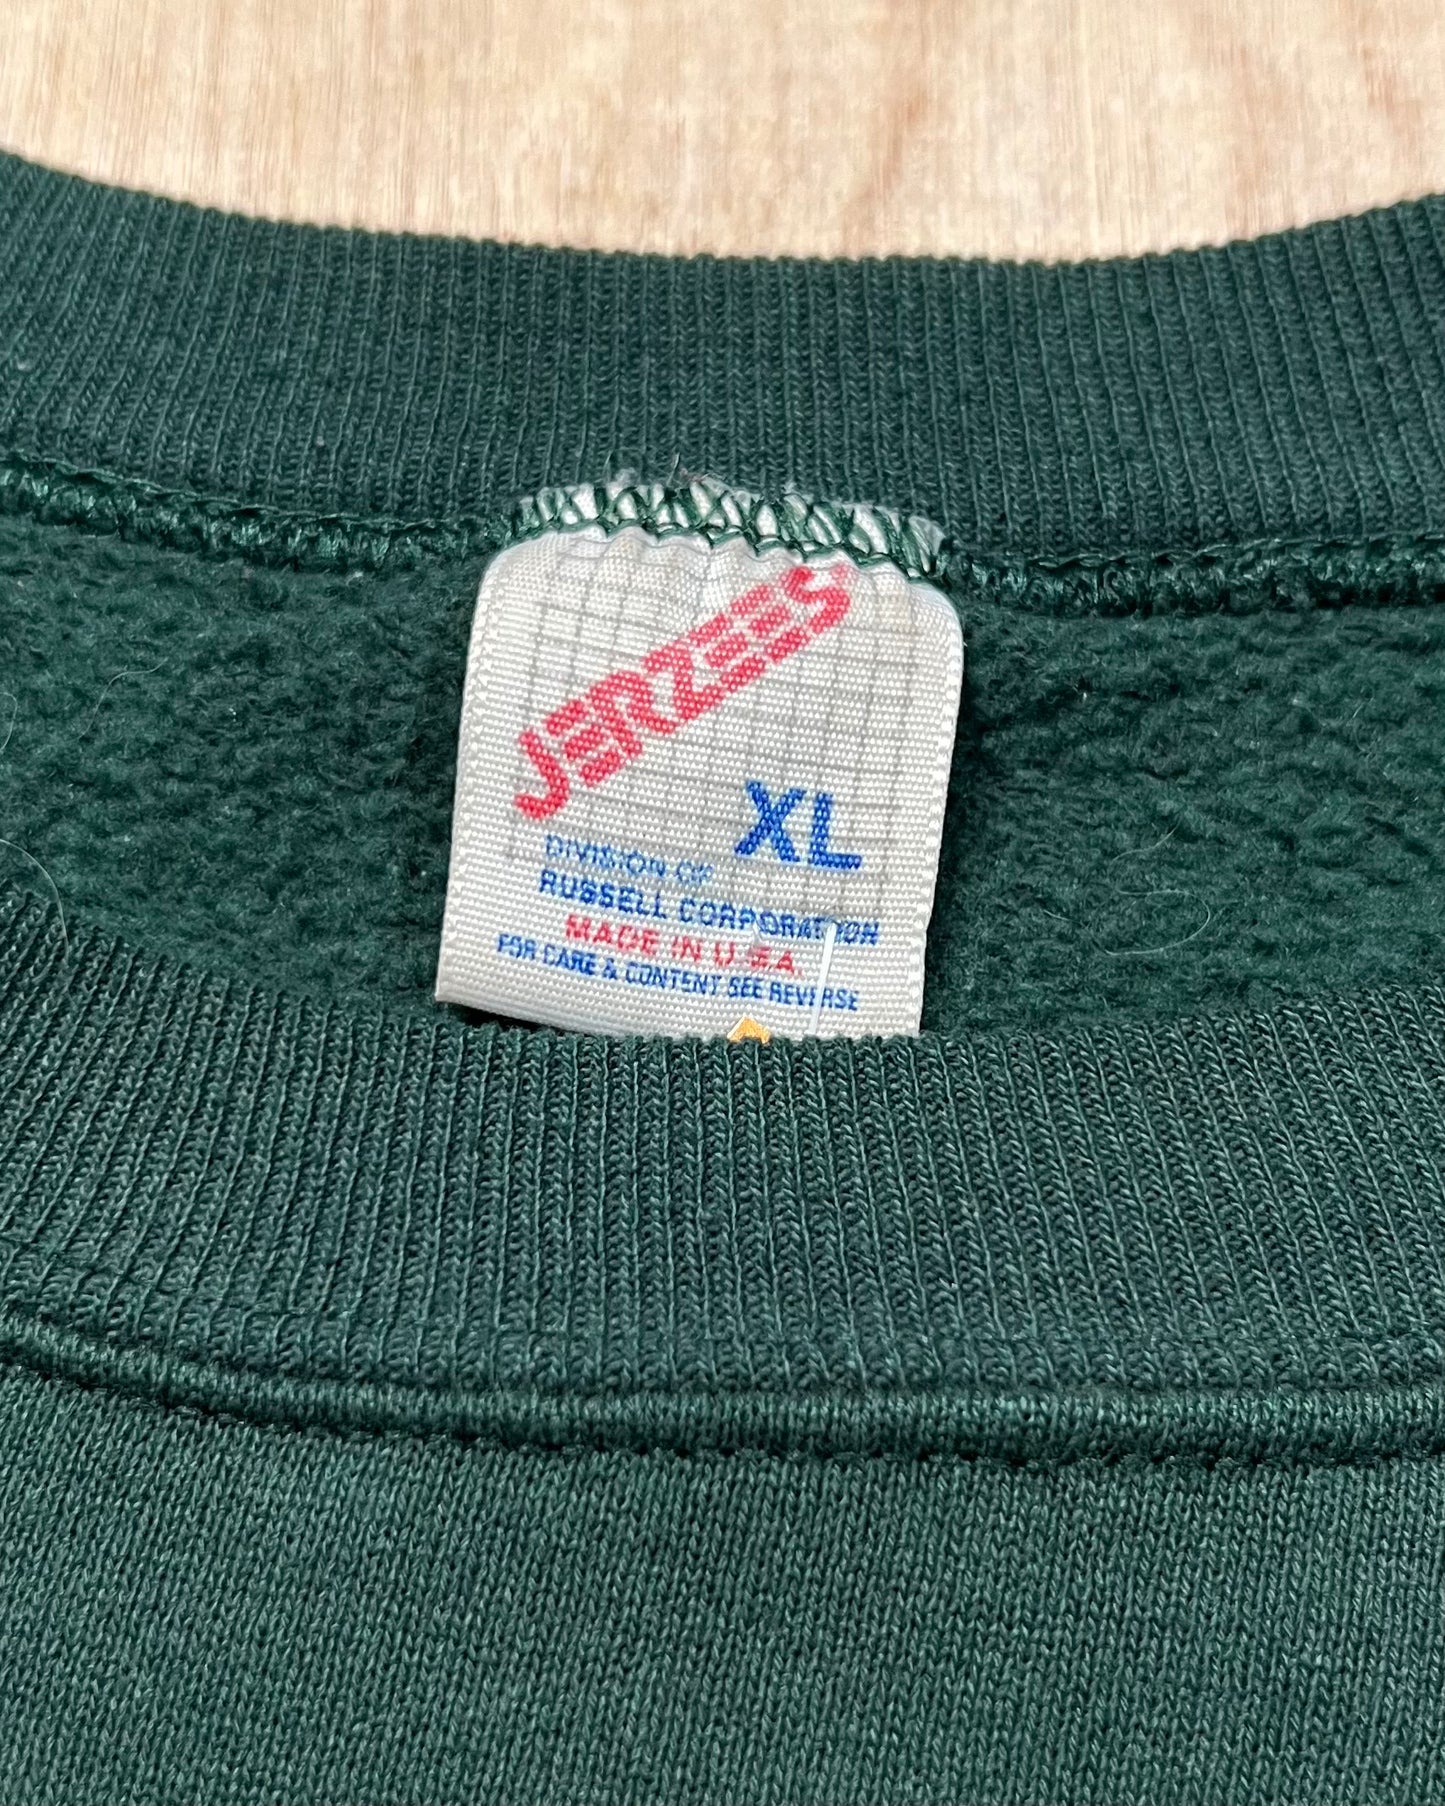 JERZEES
XL
DIVISION OF
RUSSELL CORPORATION
MADE IN U.S.A.
FOR CARE & CONTENT SEE REVERSE